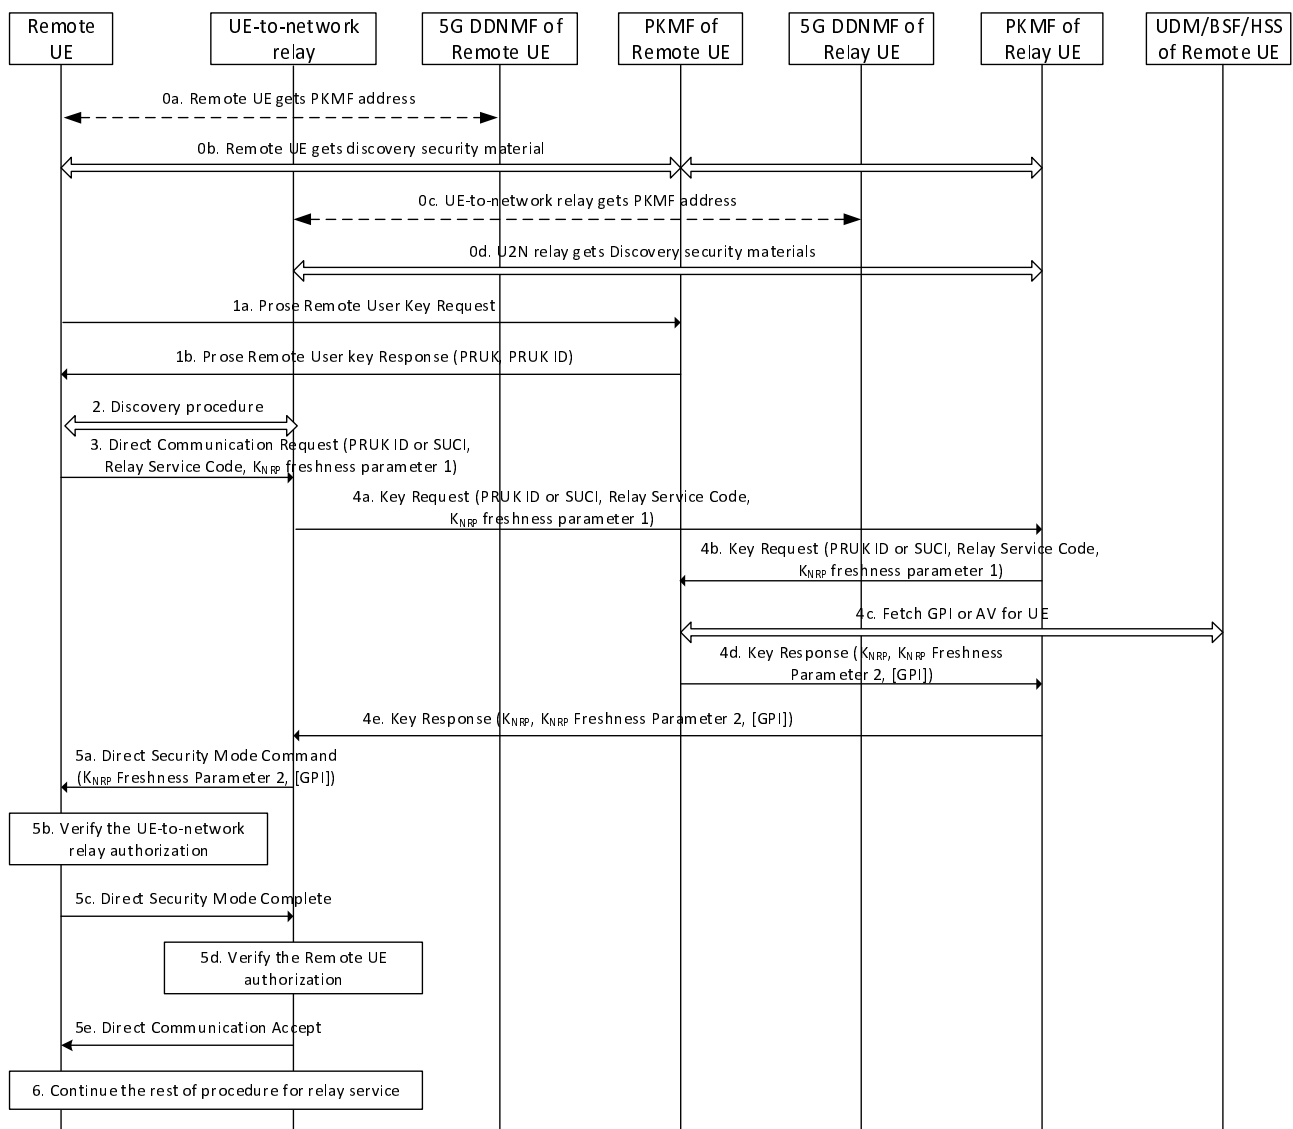 Remote
UE
UE-to-network
relay
5G DDNMF of
Remote UE
PKMF of
Remote UE
5G DDNMF of
Relay UE
PKMF of
Relay UE
UDM/BSF/HSS
of Remote UE
0a. Remote UE gets PKMF address
0b. Remote UE gets discovery security material
0c. UE-to-network relay gets PKMF address
0d. U2N relay gets Discovery security materials
1a. Prose Remote User Key Request
1b. Prose Remote User key Response (PRUK, PRUK ID)
2. Discovery procedure
3. Direct Communication Request (PRUK ID or SUCI,
Relay Service Code, KNRP freshness parameter 1)
4a. Key Request (PRUK ID or SUCI, Relay Service Code,
KNRP freshness parameter 1)
4b. Key Request (PRUK ID or SUCI, Relay Service Code,
KNRP freshness parameter 1)
4c. Fetch GPI or AV for UE
4d. Key Response (KNRP, KNRP Freshness
Parameter 2, [GPI])
4e. Key Response (KNRP, KNRP Freshness Parameter 2, [GPI])
5a. Direct Security Mode Command
(KNRP Freshness Parameter 2, [GPI])
5b. Verify the UE-to-network
relay authorization
5c. Direct Security Mode Complete
5d. Verify the Remote UE
authorization
5e. Direct Communication Accept
6. Continue the rest of procedure for relay service